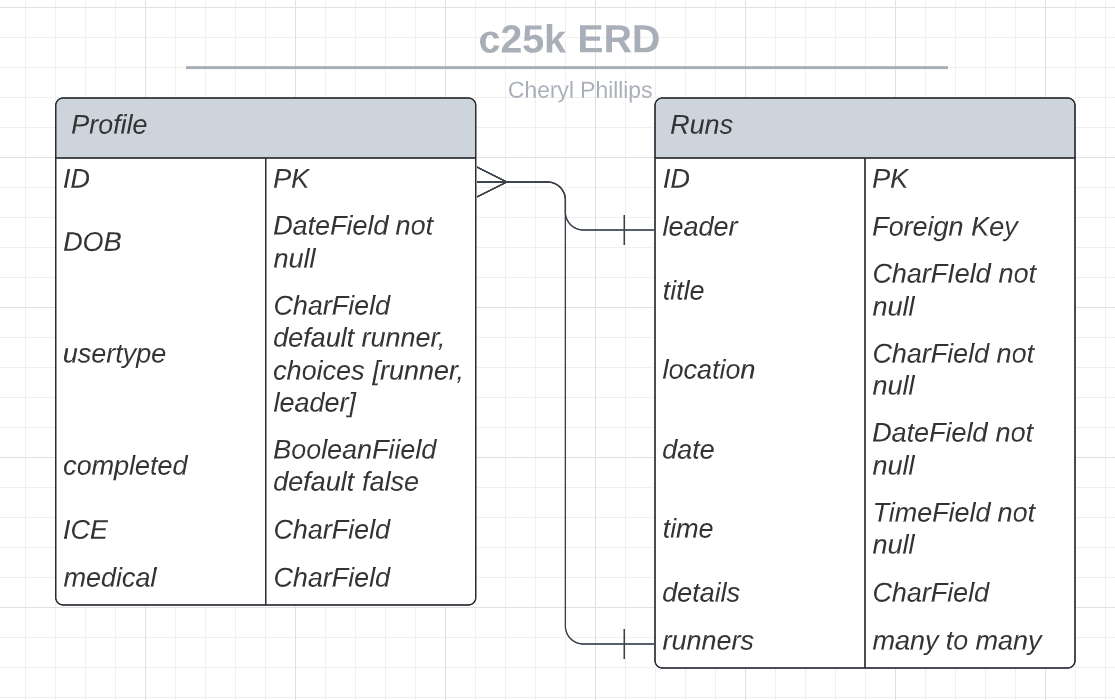 c25k ERD
Cheryl Phillips
Profile
ID
PK
DOB
DateField not
null
usertype
CharField
default runner,
choices [runner,
leader]
completed
BooleanFiield
default false
ICE
CharField
medical
CharField
Runs
ID
PK
leader
Foreign Key
title
CharFIeld not
null
location
CharField not
null
date
DateField not
null
time
TimeField not
null
details
CharField
runners
many to many